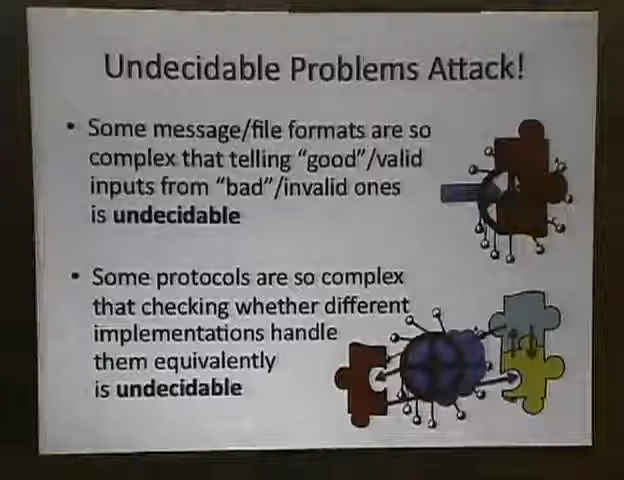 Undecidable Problems Attack!
• Some message/file formats are so
complex that telling “good”/valid
inputs from “bad”/invalid ones
is undecidable
• Some protocols are so complex
that checking whether different
implementations handle
them equivalently
is undecidable